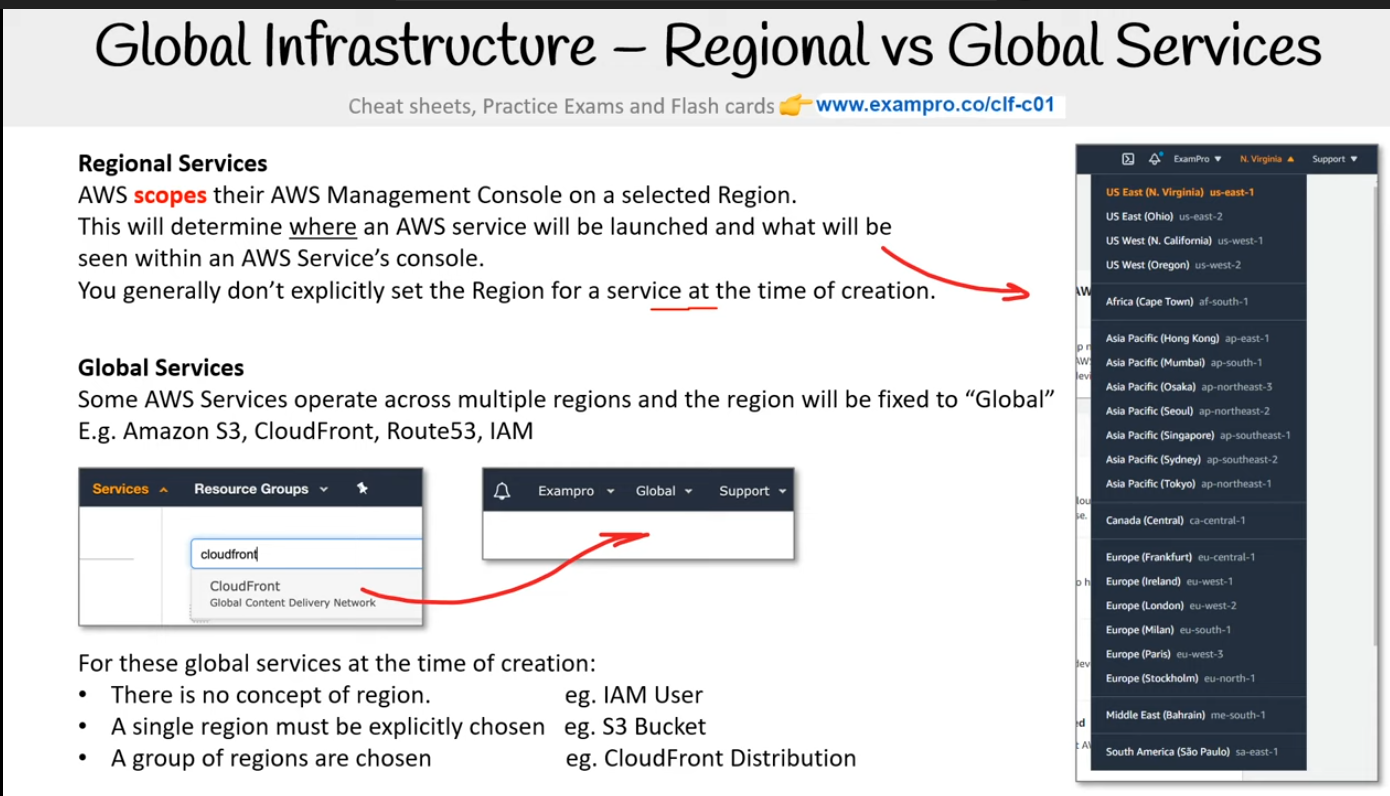 Global Infrastructure – Regional vs Global Services
Cheat sheets, Practice Exams and Flash cards 👉 www.exampro.co/clf-c01
Regional Services
AWS scopes their AWS Management Console on a selected Region.
This will determine where an AWS service will be launched and what will be
seen within an AWS Service’s console.
You generally don’t explicitly set the Region for a service at the time of creation.
Global Services
Some AWS Services operate across multiple regions and the region will be fixed to “Global”
E.g. Amazon S3, CloudFront, Route53, IAM
Services Resource Groups
cloudfront
CloudFront
Global Content Delivery Network
Exampro Global Support
For these global services at the time of creation:
• There is no concept of region. eg. IAM User
• A single region must be explicitly chosen eg. S3 Bucket
• A group of regions are chosen eg. CloudFront Distribution
ExamPro N. Virginia Support
US East (N. Virginia) us-east-1
US East (Ohio) us-east-2
US West (N. California) us-west-1
US West (Oregon) us-west-2
Africa (Cape Town) af-south-1
Asia Pacific (Hong Kong) ap-east-1
Asia Pacific (Mumbai) ap-south-1
Asia Pacific (Osaka) ap-northeast-3
Asia Pacific (Seoul) ap-northeast-2
Asia Pacific (Singapore) ap-southeast-1
Asia Pacific (Sydney) ap-southeast-2
Asia Pacific (Tokyo) ap-northeast-1
Canada (Central) ca-central-1
Europe (Frankfurt) eu-central-1
Europe (Ireland) eu-west-1
Europe (London) eu-west-2
Europe (Milan) eu-south-1
Europe (Paris) eu-west-3
Europe (Stockholm) eu-north-1
Middle East (Bahrain) me-south-1
South America (São Paulo) sa-east-1